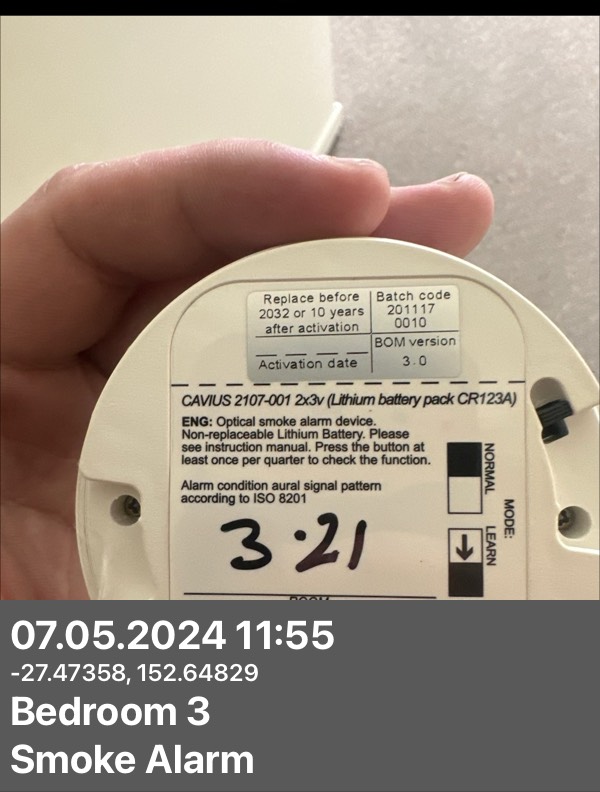 Replace before
2032 or 10 years
after activation
Activation date
Batch code
201117
0010
BOM version
3.0
CAVIUS 2107-001 2x3v (Lithium battery pack CR123A)
ENG: Optical smoke alarm device.
Non-replaceable Lithium Battery. Please
see instruction manual. Press the button at
least once per quarter to check the function.
Alarm condition aural signal pattern
according to ISO 8201
3·21
MODE:
NORMAL
LEARN
07.05.2024 11:55
-27.47358, 152.64829
Bedroom 3
Smoke Alarm